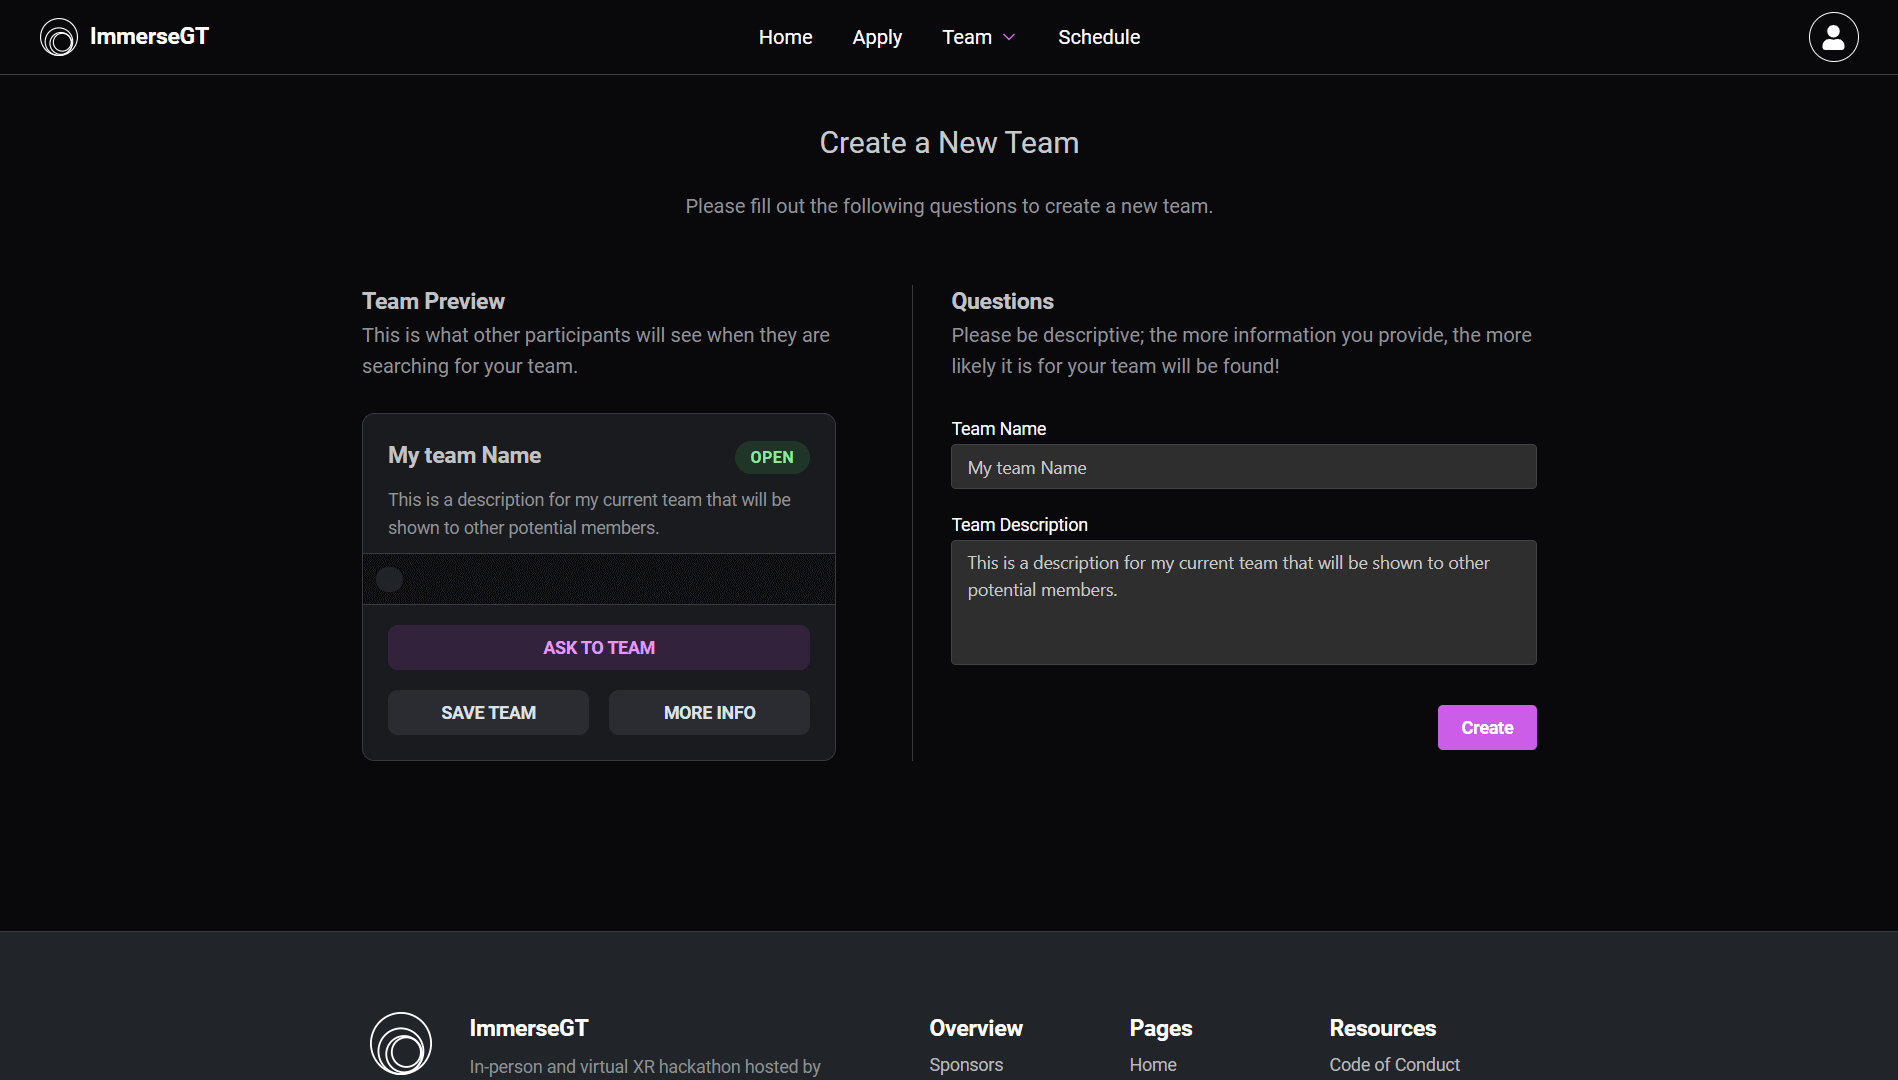 ImmerseGT
Home
Apply
Team
Schedule
Create a New Team
Please fill out the following questions to create a new team.
Team Preview
This is what other participants will see when they are
searching for your team.
My team Name
OPEN
This is a description for my current team that will be
shown to other potential members.
ASK TO TEAM
SAVE TEAM
MORE INFO
Questions
Please be descriptive; the more information you provide, the more
likely it is for your team will be found!
Team Name
My team Name
Team Description
This is a description for my current team that will be shown to other
potential members.
Create
ImmerseGT
In-person and virtual XR hackathon hosted by
Overview
Sponsors
Pages
Home
Resources
Code of Conduct